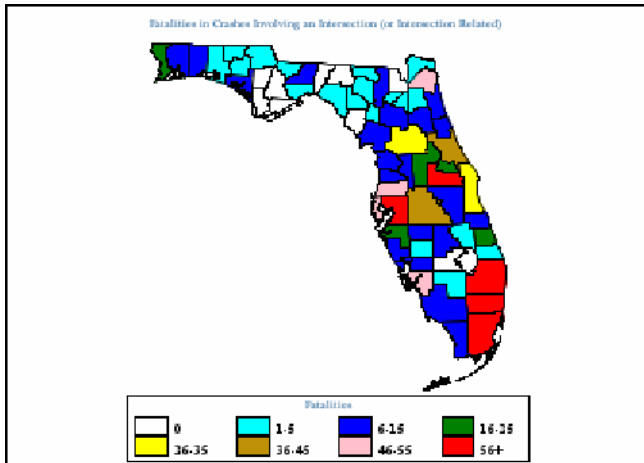 Fatalities in Crashes Involving an Intersection (or Intersection Related)
Fatalities
0 1-5 6-15 16-25
36-35 36-45 46-55 56+